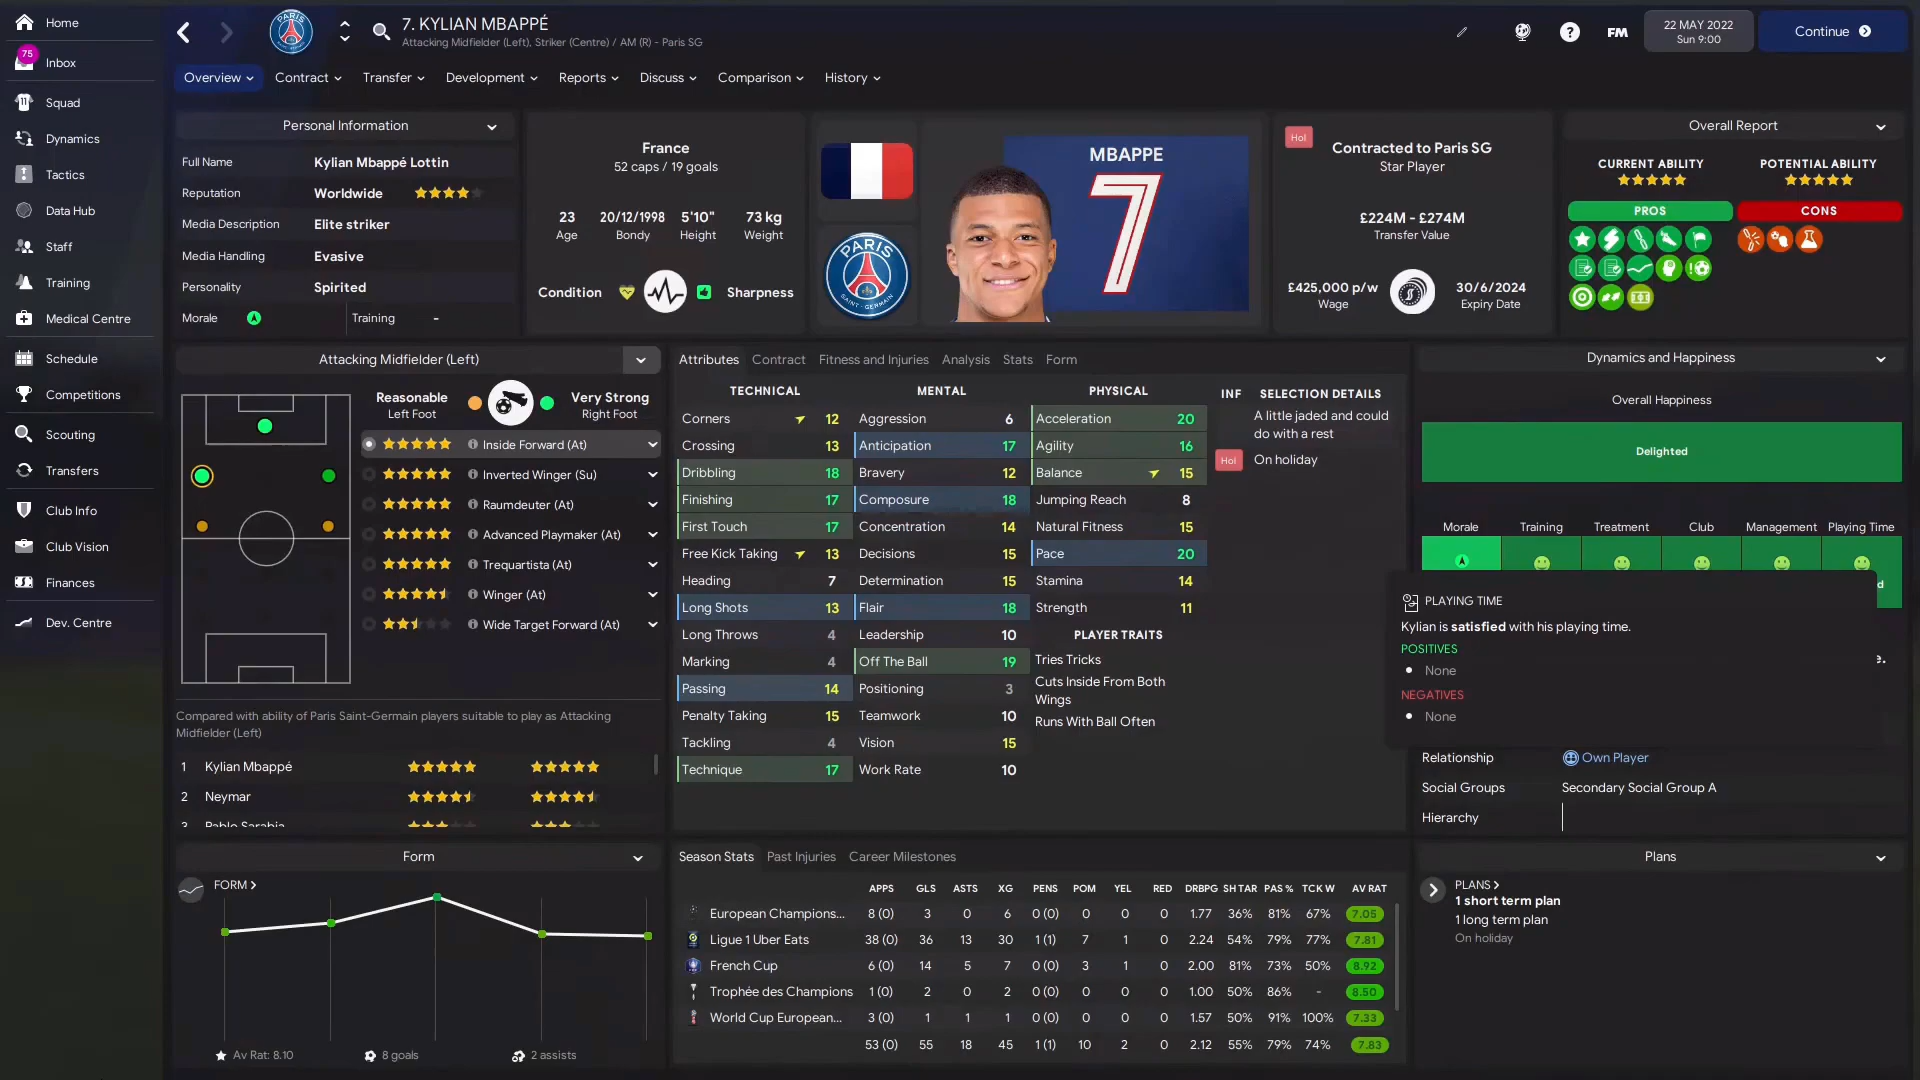 Home
75
Inbox
Squad
Dynamics
Tactics
Data Hub
Staff
Training
Medical Centre
Schedule
Competitions
Scouting
Transfers
Club Info
Club Vision
Finances
Dev. Centre
7. KYLIAN MBAPPÉ
Attacking Midfielder (Left), Striker (Centre) / AM (R) - Paris SG
FM
22 MAY 2022
Sun 9:00
Continue
Overview Contract Transfer Development Reports Discuss Comparison History
Personal Information
Full Name Kylian Mbappé Lottin
Reputation Worldwide
Media Description Elite striker
Media Handling Evasive
Personality Spirited
Morale Training -
France
52 caps / 19 goals
23 20/12/1998 5'10" 73 kg
Age Bondy Height Weight
Condition Sharpness
PARIS
SAINT-GERMAIN
MBAPPE
7
Hol
Contracted to Paris SG
Star Player
£224M - £274M
Transfer Value
£425,000 p/w 30/6/2024
Wage Expiry Date
Overall Report
CURRENT ABILITY POTENTIAL ABILITY
PROS CONS
Attacking Midfielder (Left)
Reasonable Very Strong
Left Foot Right Foot
Inside Forward (At)
Inverted Winger (Su)
Raumdeuter (At)
Advanced Playmaker (At)
Trequartista (At)
Winger (At)
Wide Target Forward (At)
Compared with ability of Paris Saint-Germain players suitable to play as Attacking
Midfielder (Left)
1 Kylian Mbappé
2 Neymar
3 Pablo Sarabia
Attributes Contract Fitness and Injuries Analysis Stats Form
TECHNICAL MENTAL PHYSICAL
Corners 12 Aggression 6 Acceleration 20
Crossing 13 Anticipation 17 Agility 16
Dribbling 18 Bravery 12 Balance 15
Finishing 17 Composure 18 Jumping Reach 8
First Touch 17 Concentration 14 Natural Fitness 15
Free Kick Taking 13 Decisions 15 Pace 20
Heading 7 Determination 15 Stamina 14
Long Shots 13 Flair 18 Strength 11
Long Throws 4 Leadership 10 PLAYER TRAITS
Marking 4 Off The Ball 19 Tries Tricks
Passing 14 Positioning 3 Cuts Inside From Both
Wings
Penalty Taking 15 Teamwork 10 Runs With Ball Often
Tackling 4 Vision 15
Technique 17 Work Rate 10
INF SELECTION DETAILS
A little jaded and could
do with a rest
Hol On holiday
Dynamics and Happiness
Overall Happiness
Delighted
Morale Training Treatment Club Management Playing Time
d
PLAYING TIME
Kylian is satisfied with his playing time.
POSITIVES
e.
None
NEGATIVES
None
Relationship Own Player
Social Groups Secondary Social Group A
Hierarchy
Form
FORM
Av Rat: 8.10 8 goals 2 assists
Season Stats Past Injuries Career Milestones
APPS GLS ASTS XG PENS POM YEL RED DRBPG SH TAR PAS % TCK W AV RAT
European Champions... 8 (0) 3 0 6 0 (0) 0 0 0 1.77 36% 81% 67% 7.05
Ligue 1 Uber Eats 38 (0) 36 13 30 1 (1) 7 1 0 2.24 54% 79% 77% 7.81
French Cup 6 (0) 14 5 7 0 (0) 3 1 0 2.00 81% 73% 50% 8.92
Trophée des Champions 1 (0) 2 0 2 0 (0) 0 0 0 1.00 50% 86% - 8.50
World Cup European... 3 (0) 1 1 1 0 (0) 0 0 0 1.57 50% 91% 100% 7.33
53 (0) 55 18 45 1 (1) 10 2 0 2.12 55% 79% 74% 7.83
Plans
PLANS
1 short term plan
1 long term plan
On holiday